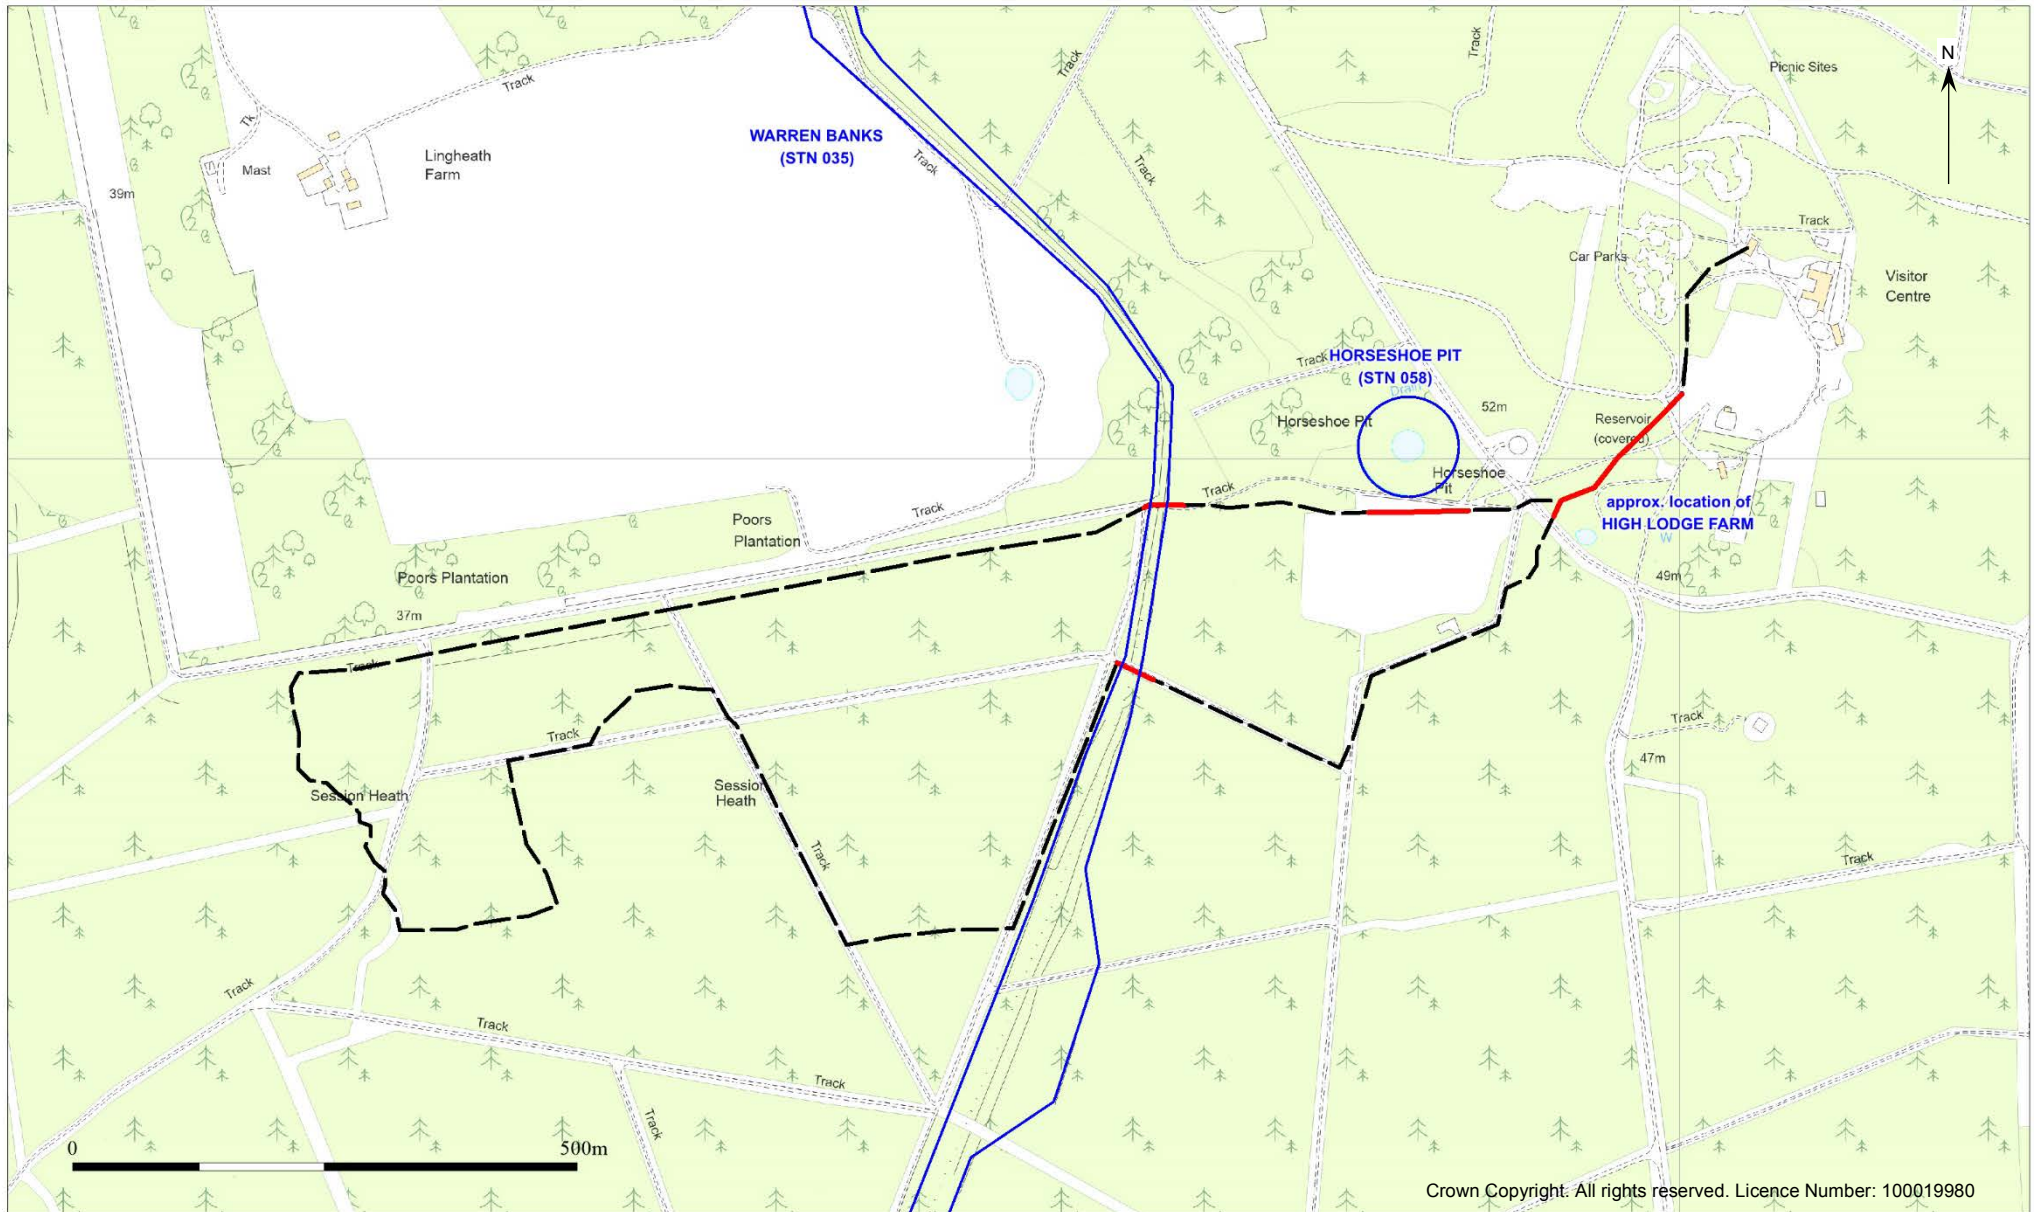 N
Picnic Sites
Track
Track
Track
WARREN BANKS
(STN 035)
Tk
Mast
Lingheath
Farm
39m
Track
Track
Track
Car Parks
Visitor
Centre
Track
HORSESHOE PIT
(STN 058)
Drain
52m
Horseshoe Pit
Reservoir
(covered)
Horseshoe
Pit
Track
Track
approx. location of
HIGH LODGE FARM
W
Poors
Plantation
Poors Plantation
37m
49m
Track
Track
Track
47m
Session Heath
Session
Heath
Track
Track
Track
Track
Track
Track
0
500m
Crown Copyright. All rights reserved. Licence Number: 100019980